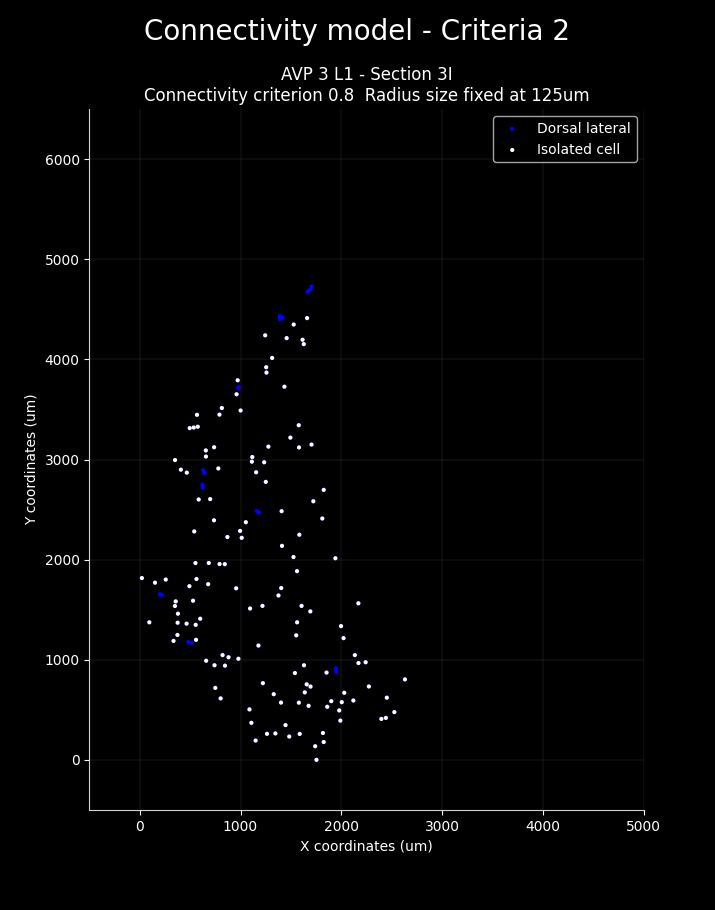 Connectivity model - Criteria 2
AVP 3 L1 - Section 3I
Connectivity criterion 0.8  Radius size fixed at 125um
Dorsal lateral
Isolated cell
6000
5000
4000
3000
2000
1000
0
Y coordinates (um)
0 1000 2000 3000 4000 5000
X coordinates (um)